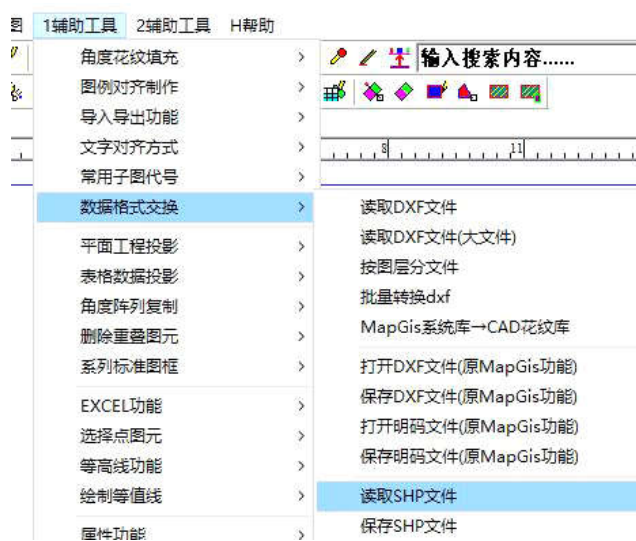 图 1辅助工具 2辅助工具 H帮助
输入搜索内容......
8 11
角度花纹填充
图例对齐制作
导入导出功能
文字对齐方式
常用子图代号
数据格式交换
平面工程投影
表格数据投影
角度阵列复制
删除重叠图元
系列标准图框
EXCEL功能
选择点图元
等高线功能
绘制等值线
属性功能
读取DXF文件
读取DXF文件(大文件)
按图层分文件
批量转换dxf
MapGis系统库→CAD花纹库
打开DXF文件(原MapGis功能)
保存DXF文件(原MapGis功能)
打开明码文件(原MapGis功能)
保存明码文件(原MapGis功能)
读取SHP文件
保存SHP文件